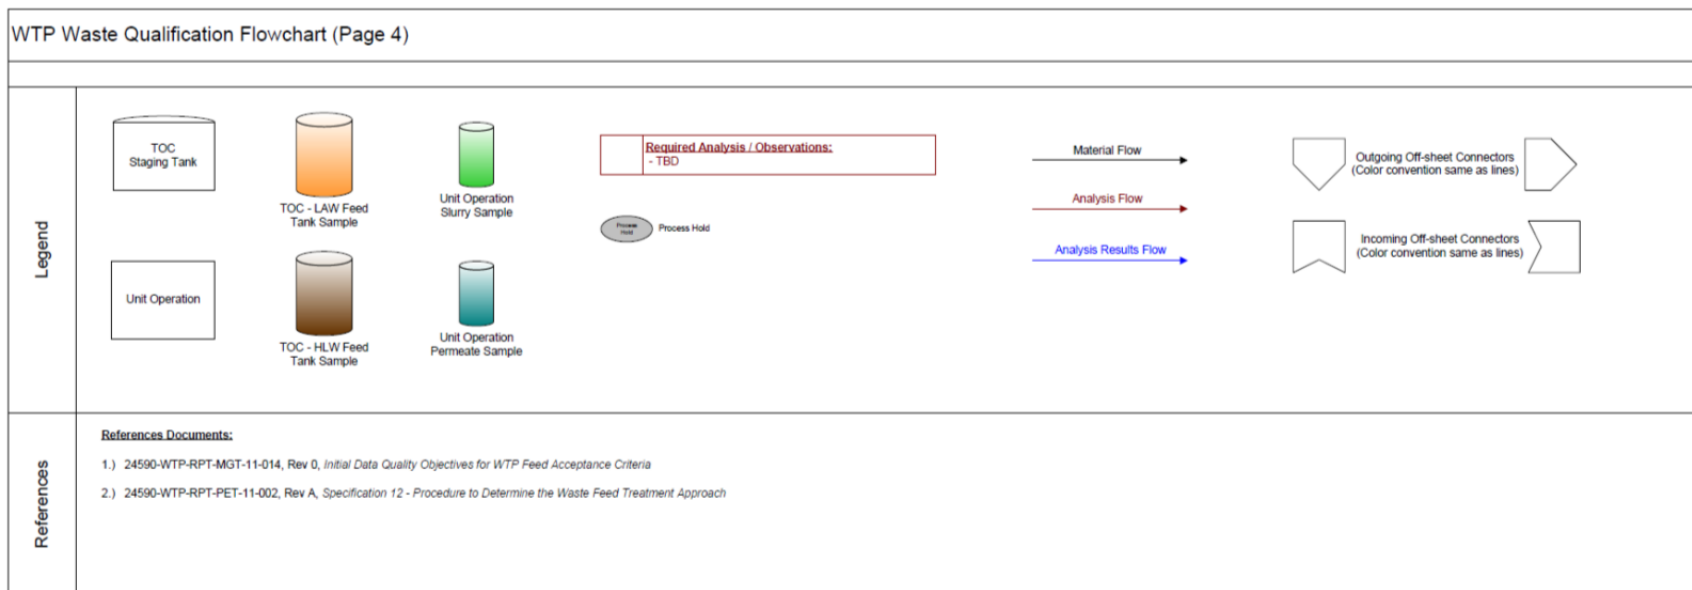 WTP Waste Qualification Flowchart (Page 4)
Legend
TOC
Staging Tank
TOC - LAW Feed
Tank Sample
Unit Operation
Slurry Sample
Required Analysis / Observations:
- TBD
Process
Hold
Process Hold
Material Flow
Analysis Flow
Analysis Results Flow
Outgoing Off-sheet Connectors
(Color convention same as lines)
Incoming Off-sheet Connectors
(Color convention same as lines)
Unit Operation
TOC - HLW Feed
Tank Sample
Unit Operation
Permeate Sample
References
References Documents:
1.) 24590-WTP-RPT-MGT-11-014, Rev 0, Initial Data Quality Objectives for WTP Feed Acceptance Criteria
2.) 24590-WTP-RPT-PET-11-002, Rev A, Specification 12 - Procedure to Determine the Waste Feed Treatment Approach